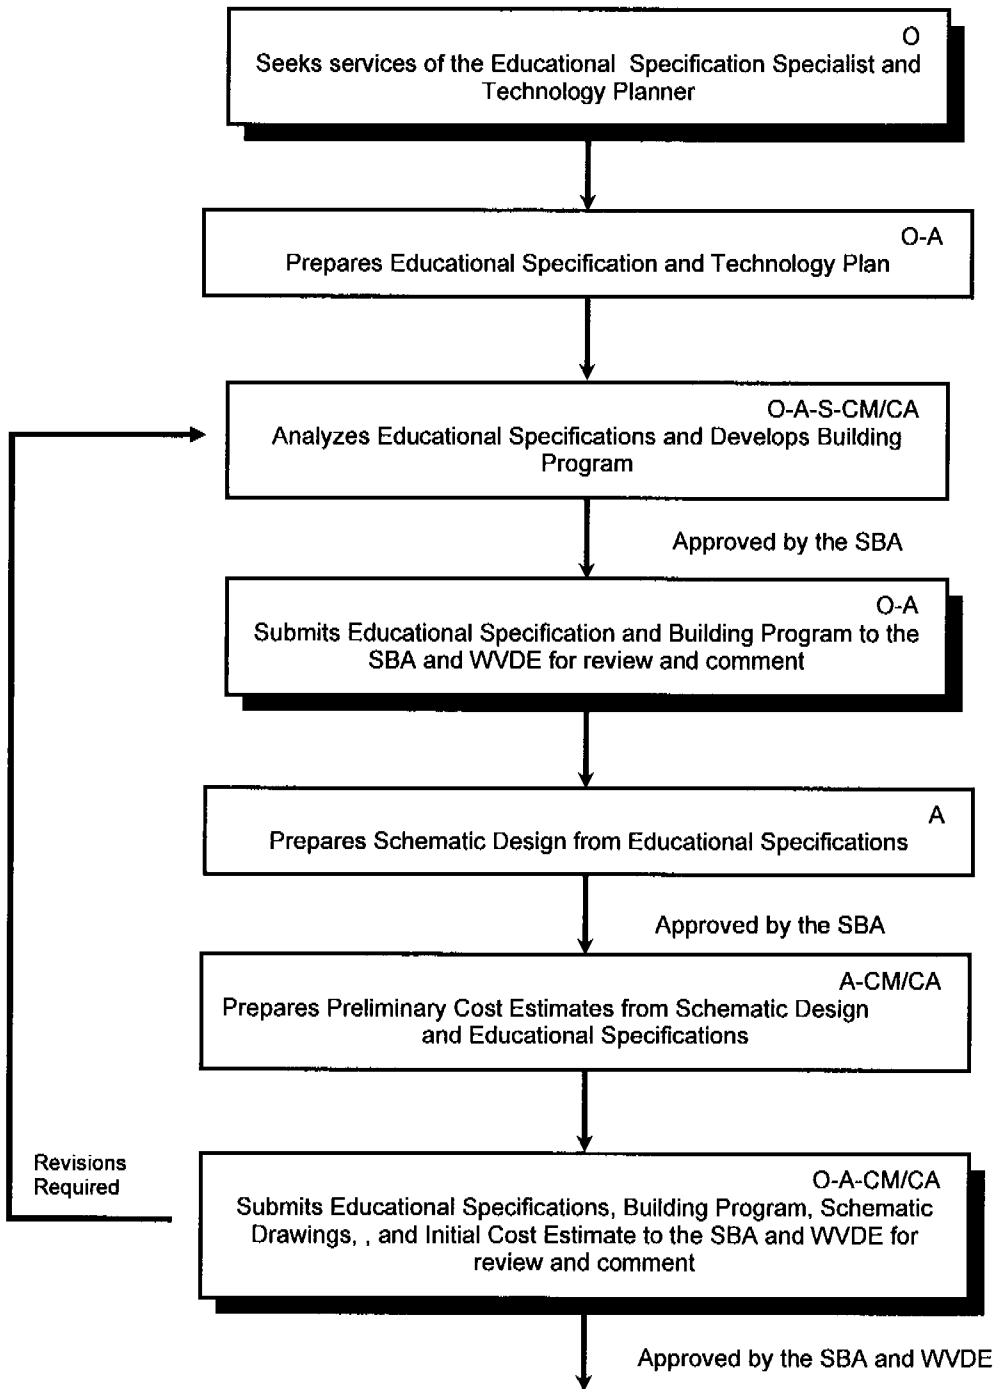 O
Seeks services of the Educational Specification Specialist and
Technology Planner
O-A
Prepares Educational Specification and Technology Plan
O-A-S-CM/CA
Analyzes Educational Specifications and Develops Building
Program
Approved by the SBA
O-A
Submits Educational Specification and Building Program to the
SBA and WVDE for review and comment
A
Prepares Schematic Design from Educational Specifications
Approved by the SBA
A-CM/CA
Prepares Preliminary Cost Estimates from Schematic Design
and Educational Specifications
Revisions
Required
O-A-CM/CA
Submits Educational Specifications, Building Program, Schematic
Drawings, , and Initial Cost Estimate to the SBA and WVDE for
review and comment
Approved by the SBA and WVDE